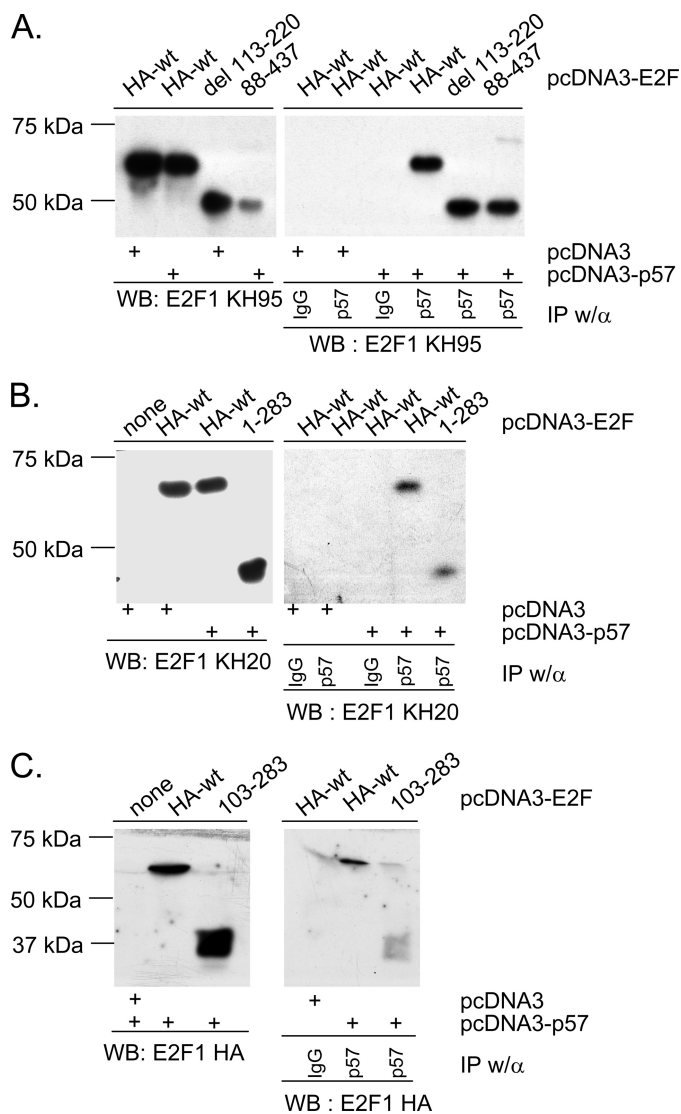 A.
HA-wt HA-wt del 113-220 88-437 HA-wt HA-wt HA-wt HA-wt del 113-220 88-437 pcDNA3-E2F
75 kDa
50 kDa
+ + + + pcDNA3
+ + + + + + pcDNA3-p57
WB: E2F1 KH95 IgG p57 IgG p57 p57 p57 IP w/α
WB : E2F1 KH95
B.
none HA-wt HA-wt 1-283 HA-wt HA-wt HA-wt HA-wt 1-283 pcDNA3-E2F
75 kDa
50 kDa
+ + + + pcDNA3
+ + + + + pcDNA3-p57
WB: E2F1 KH20 IgG p57 IgG p57 p57 IP w/α
WB : E2F1 KH20
C.
none HA-wt 103-283 HA-wt HA-wt 103-283 pcDNA3-E2F
75 kDa
50 kDa
37 kDa
+ + pcDNA3
+ + + + + pcDNA3-p57
WB: E2F1 HA IgG p57 p57 IP w/α
WB : E2F1 HA